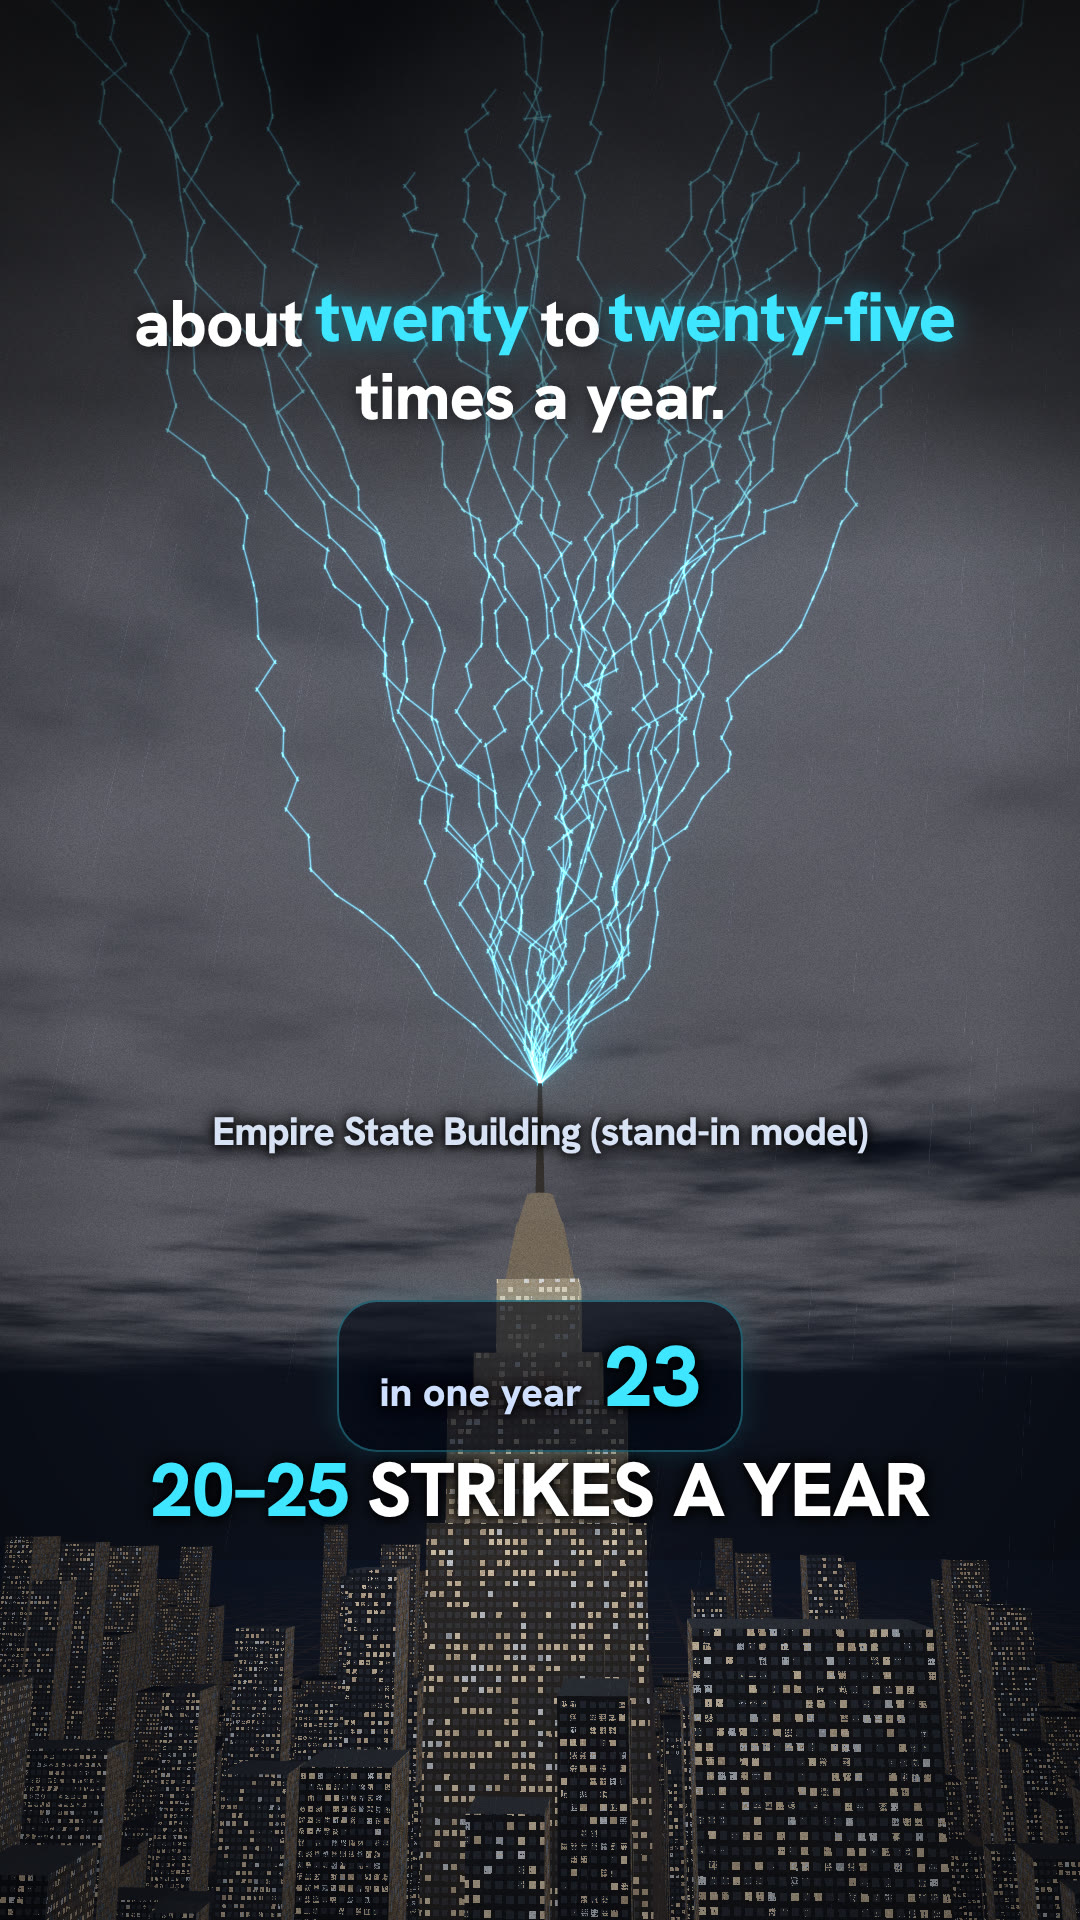 about twenty to twenty-five
times a year.
Empire State Building (stand-in model)
in one year 23
20–25 STRIKES A YEAR